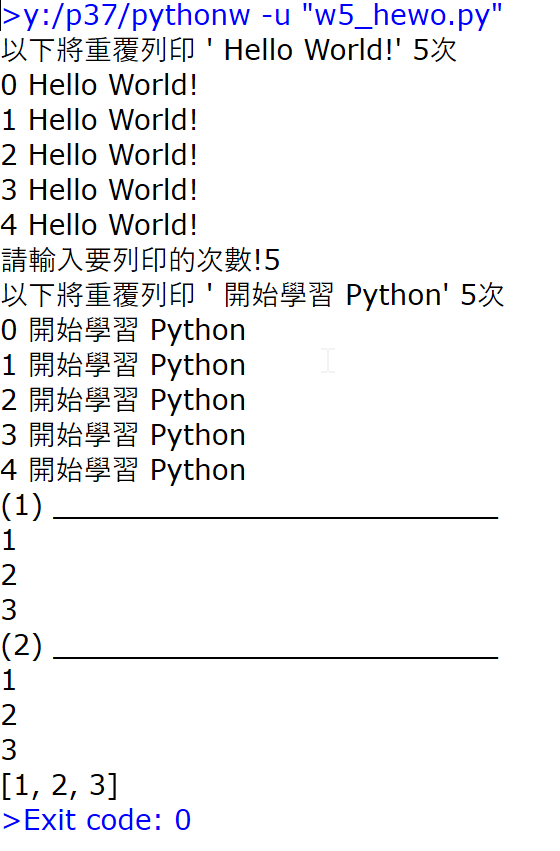 >y:/p37/pythonw -u "w5_hewo.py"
以下將重覆列印 ' Hello World!' 5次
0 Hello World!
1 Hello World!
2 Hello World!
3 Hello World!
4 Hello World!
請輸入要列印的次數!5
以下將重覆列印 ' 開始學習 Python' 5次
0 開始學習 Python
1 開始學習 Python
2 開始學習 Python
3 開始學習 Python
4 開始學習 Python
(1) ______________________________
1
2
3
(2) ______________________________
1
2
3
[1, 2, 3]
>Exit code: 0